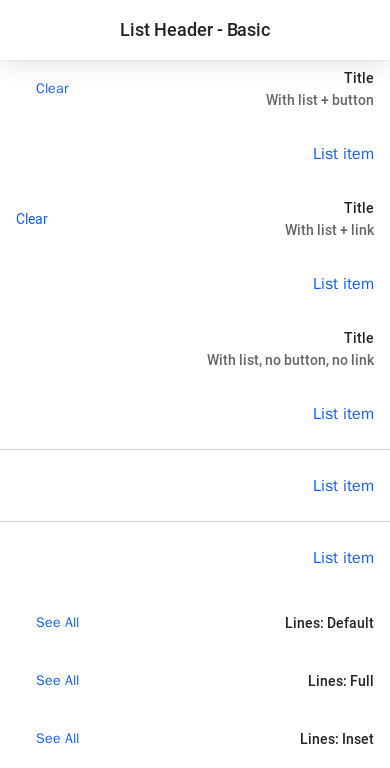 List Header - Basic
Title
With list + button
Clear
List item
Title
With list + link
Clear
List item
Title
With list, no button, no link
List item
List item
List item
Lines: Default
See All
Lines: Full
See All
Lines: Inset
See All